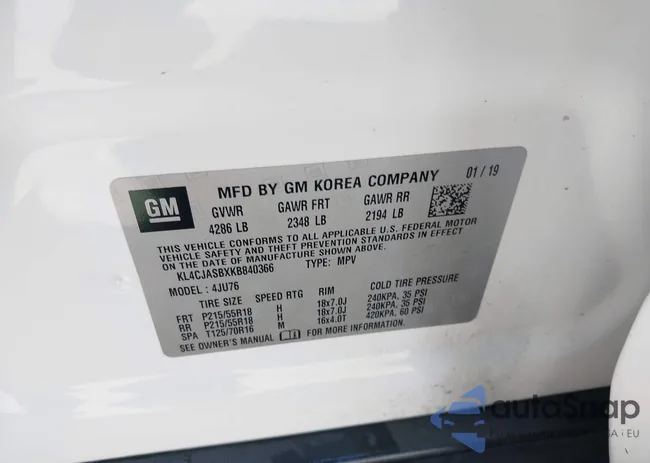 GM
MFD BY GM KOREA COMPANY 01 / 19
GVWR GAWR FRT GAWR RR
4286 LB 2348 LB 2194 LB
THIS VEHICLE CONFORMS TO ALL APPLICABLE U.S. FEDERAL MOTOR
VEHICLE SAFETY AND THEFT PREVENTION STANDARDS IN EFFECT ON
THE DATE OF MANUFACTURE SHOWN ABOVE.
KL4CJASBXKB840366 TYPE: MPV
MODEL : 4JU76
TIRE SIZE SPEED RTG RIM COLD TIRE PRESSURE
FRT P215/55R18 H 18x7.0J 240KPA, 35 PSI
RR P215/55R18 H 18x7.0J 240KPA, 35 PSI
SPA T125/70R16 M 16x4.0T 420KPA, 60 PSI
SEE OWNER'S MANUAL FOR MORE INFORMATION.
autoSnap